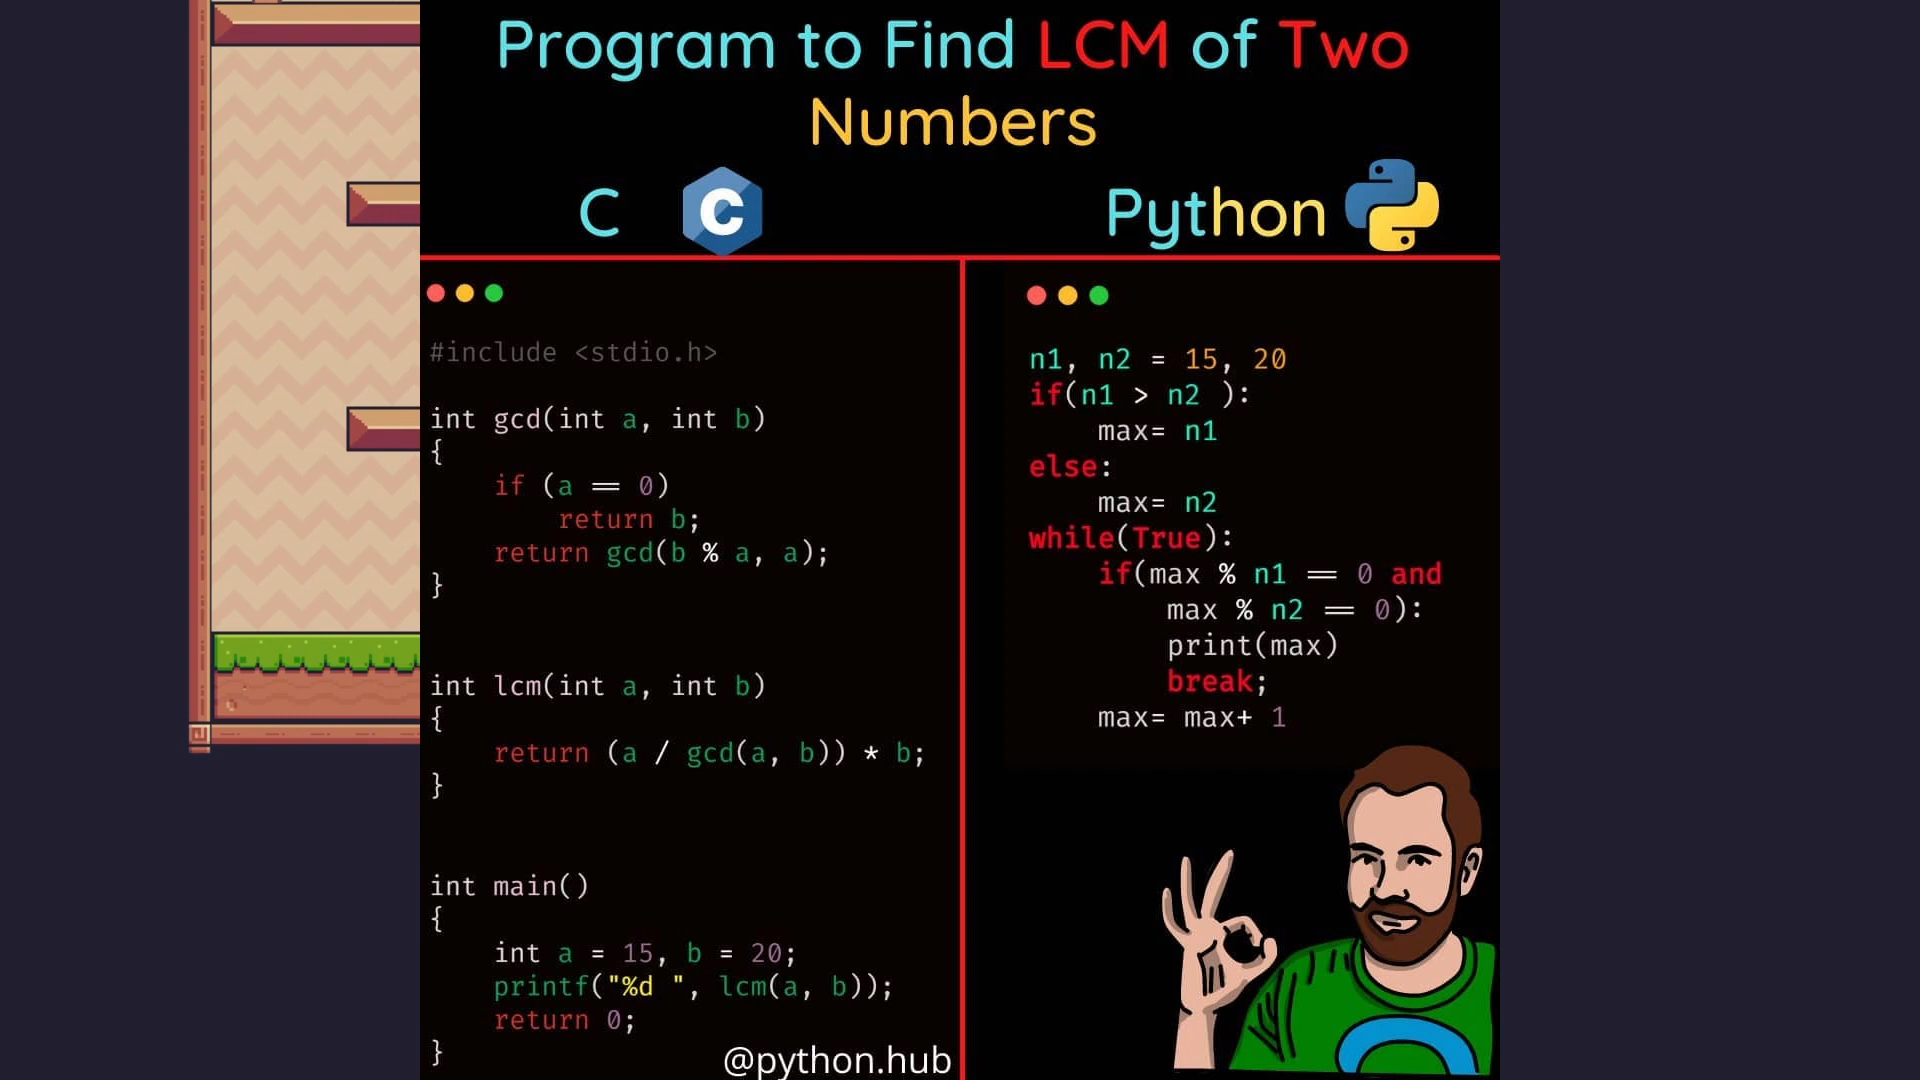 Program to Find LCM of Two
Numbers
C
C
Python
#include <stdio.h>
int gcd(int a, int b)
{
if (a == 0)
return b;
return gcd(b % a, a);
}
int lcm(int a, int b)
{
return (a / gcd(a, b)) * b;
}
int main()
{
int a = 15, b = 20;
printf("%d ", lcm(a, b));
return 0;
}
@python.hub
n1, n2 = 15, 20
if(n1 > n2 ):
max= n1
else:
max= n2
while(True):
if(max % n1 == 0 and
max % n2 == 0):
print(max)
break;
max= max+ 1